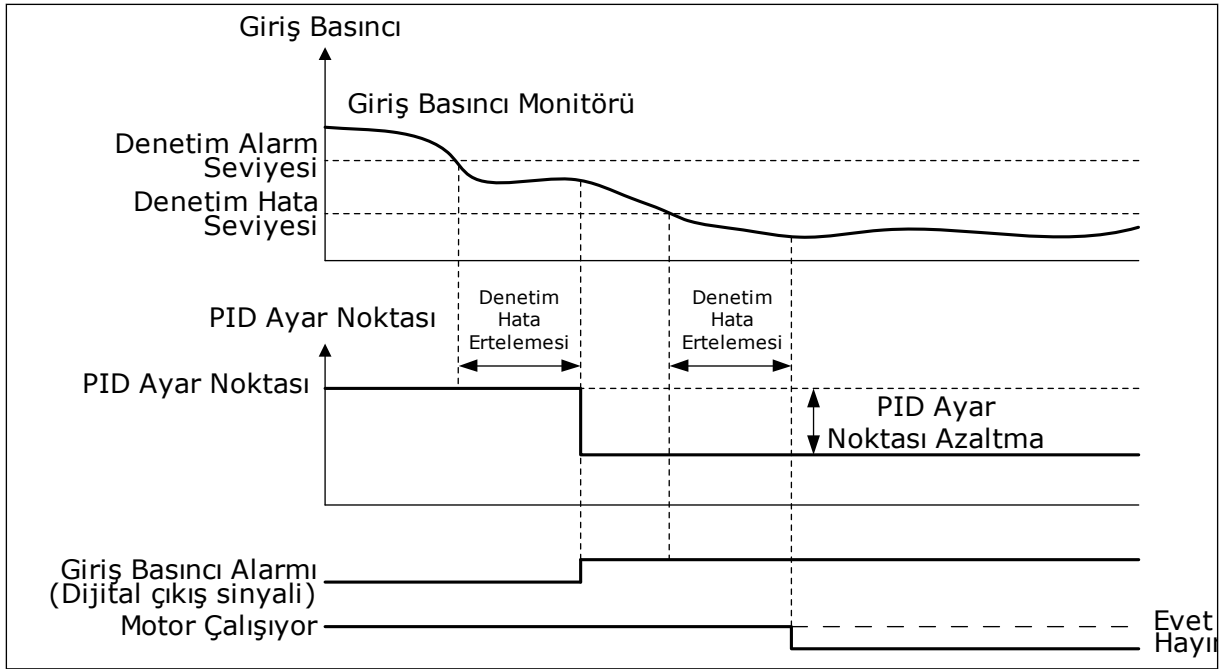 Giriş Basıncı
Giriş Basıncı Monitörü
Denetim Alarm
Seviyesi
Denetim Hata
Seviyesi
Denetim
Hata
Ertelemesi
Denetim
Hata
Ertelemesi
PID Ayar Noktası
PID Ayar Noktası
PID Ayar
Noktası Azaltma
Giriş Basıncı Alarmı
(Dijital çıkış sinyali)
Motor Çalışıyor
Evet
Hayır